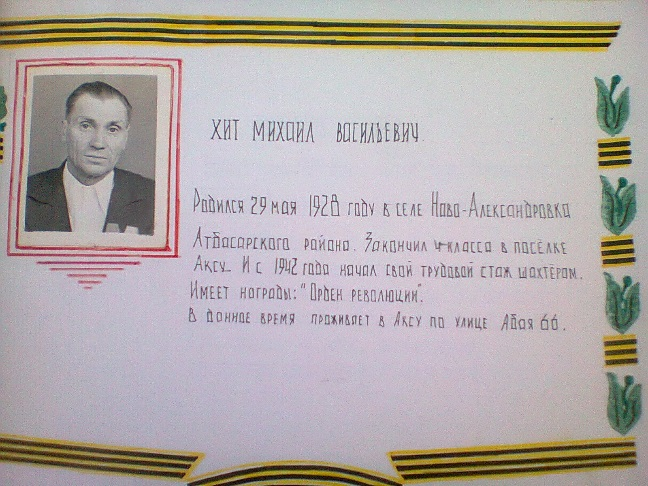 ХИТ МИХАИЛ ВАСИЛЬЕВИЧ.
Родился 29 мая 1928 году в селе Ново-Александровка
Атбасарского района. Закончил 4 класса в посёлке
Аксу. И с 1942 года начал свой трудовой стаж шахтёром.
Имеет награды: "Орден революции".
В данное время проживает в Аксу по улице Абая 66.